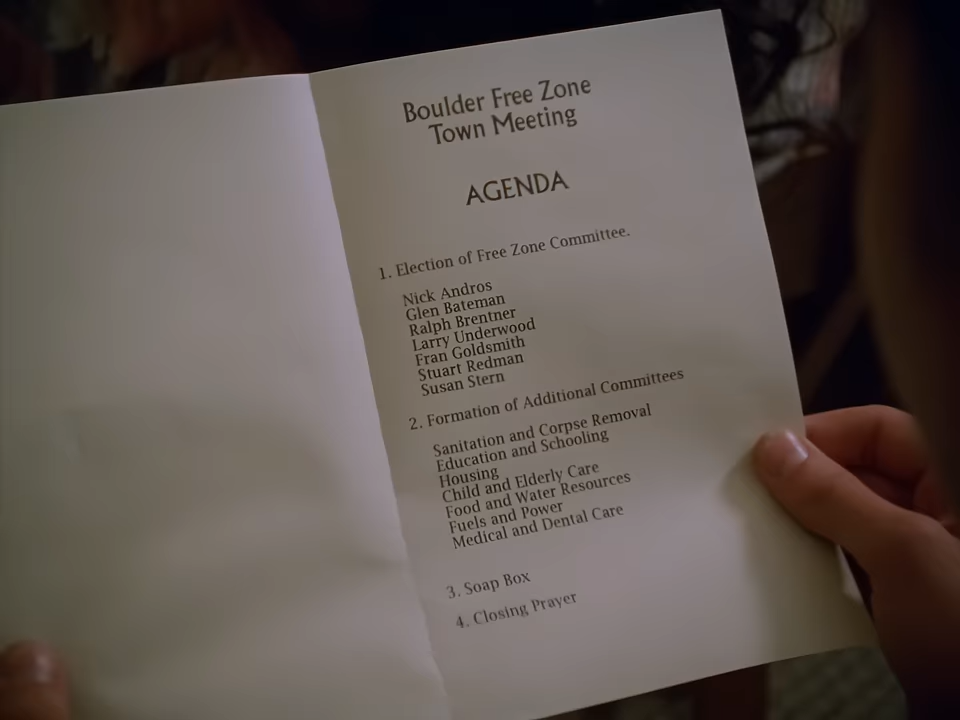 Boulder Free Zone
Town Meeting
AGENDA
1. Election of Free Zone Committee.
Nick Andros
Glen Bateman
Ralph Brentner
Larry Underwood
Fran Goldsmith
Stuart Redman
Susan Stern
2. Formation of Additional Committees
Sanitation and Corpse Removal
Education and Schooling
Housing
Child and Elderly Care
Food and Water Resources
Fuels and Power
Medical and Dental Care
3. Soap Box
4. Closing Prayer